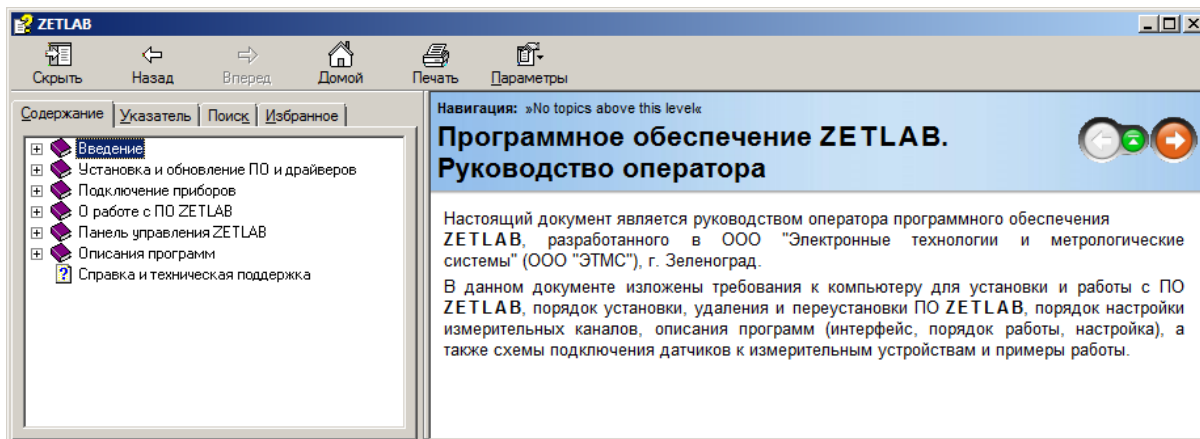 ZETLAB
Скрыть Назад Вперед Домой Печать Параметры
Содержание Указатель Поиск Избранное
Введение
Установка и обновление ПО и драйверов
Подключение приборов
О работе с ПО ZETLAB
Панель управления ZETLAB
Описания программ
Справка и техническая поддержка
Навигация: »No topics above this level«
Программное обеспечение ZETLAB.
Руководство оператора
Настоящий документ является руководством оператора программного обеспечения
ZETLAB, разработанного в ООО "Электронные технологии и метрологические
системы" (ООО "ЭТМС"), г. Зеленоград.
В данном документе изложены требования к компьютеру для установки и работы с ПО
ZETLAB, порядок установки, удаления и переустановки ПО ZETLAB, порядок настройки
измерительных каналов, описания программ (интерфейс, порядок работы, настройка), а
также схемы подключения датчиков к измерительным устройствам и примеры работы.